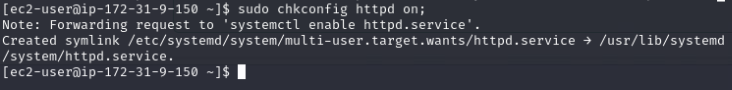 [ec2-user@ip-172-31-9-150 ~]$ sudo chkconfig httpd on;
Note: Forwarding request to 'systemctl enable httpd.service'.
Created symlink /etc/systemd/system/multi-user.target.wants/httpd.service → /usr/lib/systemd
/system/httpd.service.
[ec2-user@ip-172-31-9-150 ~]$